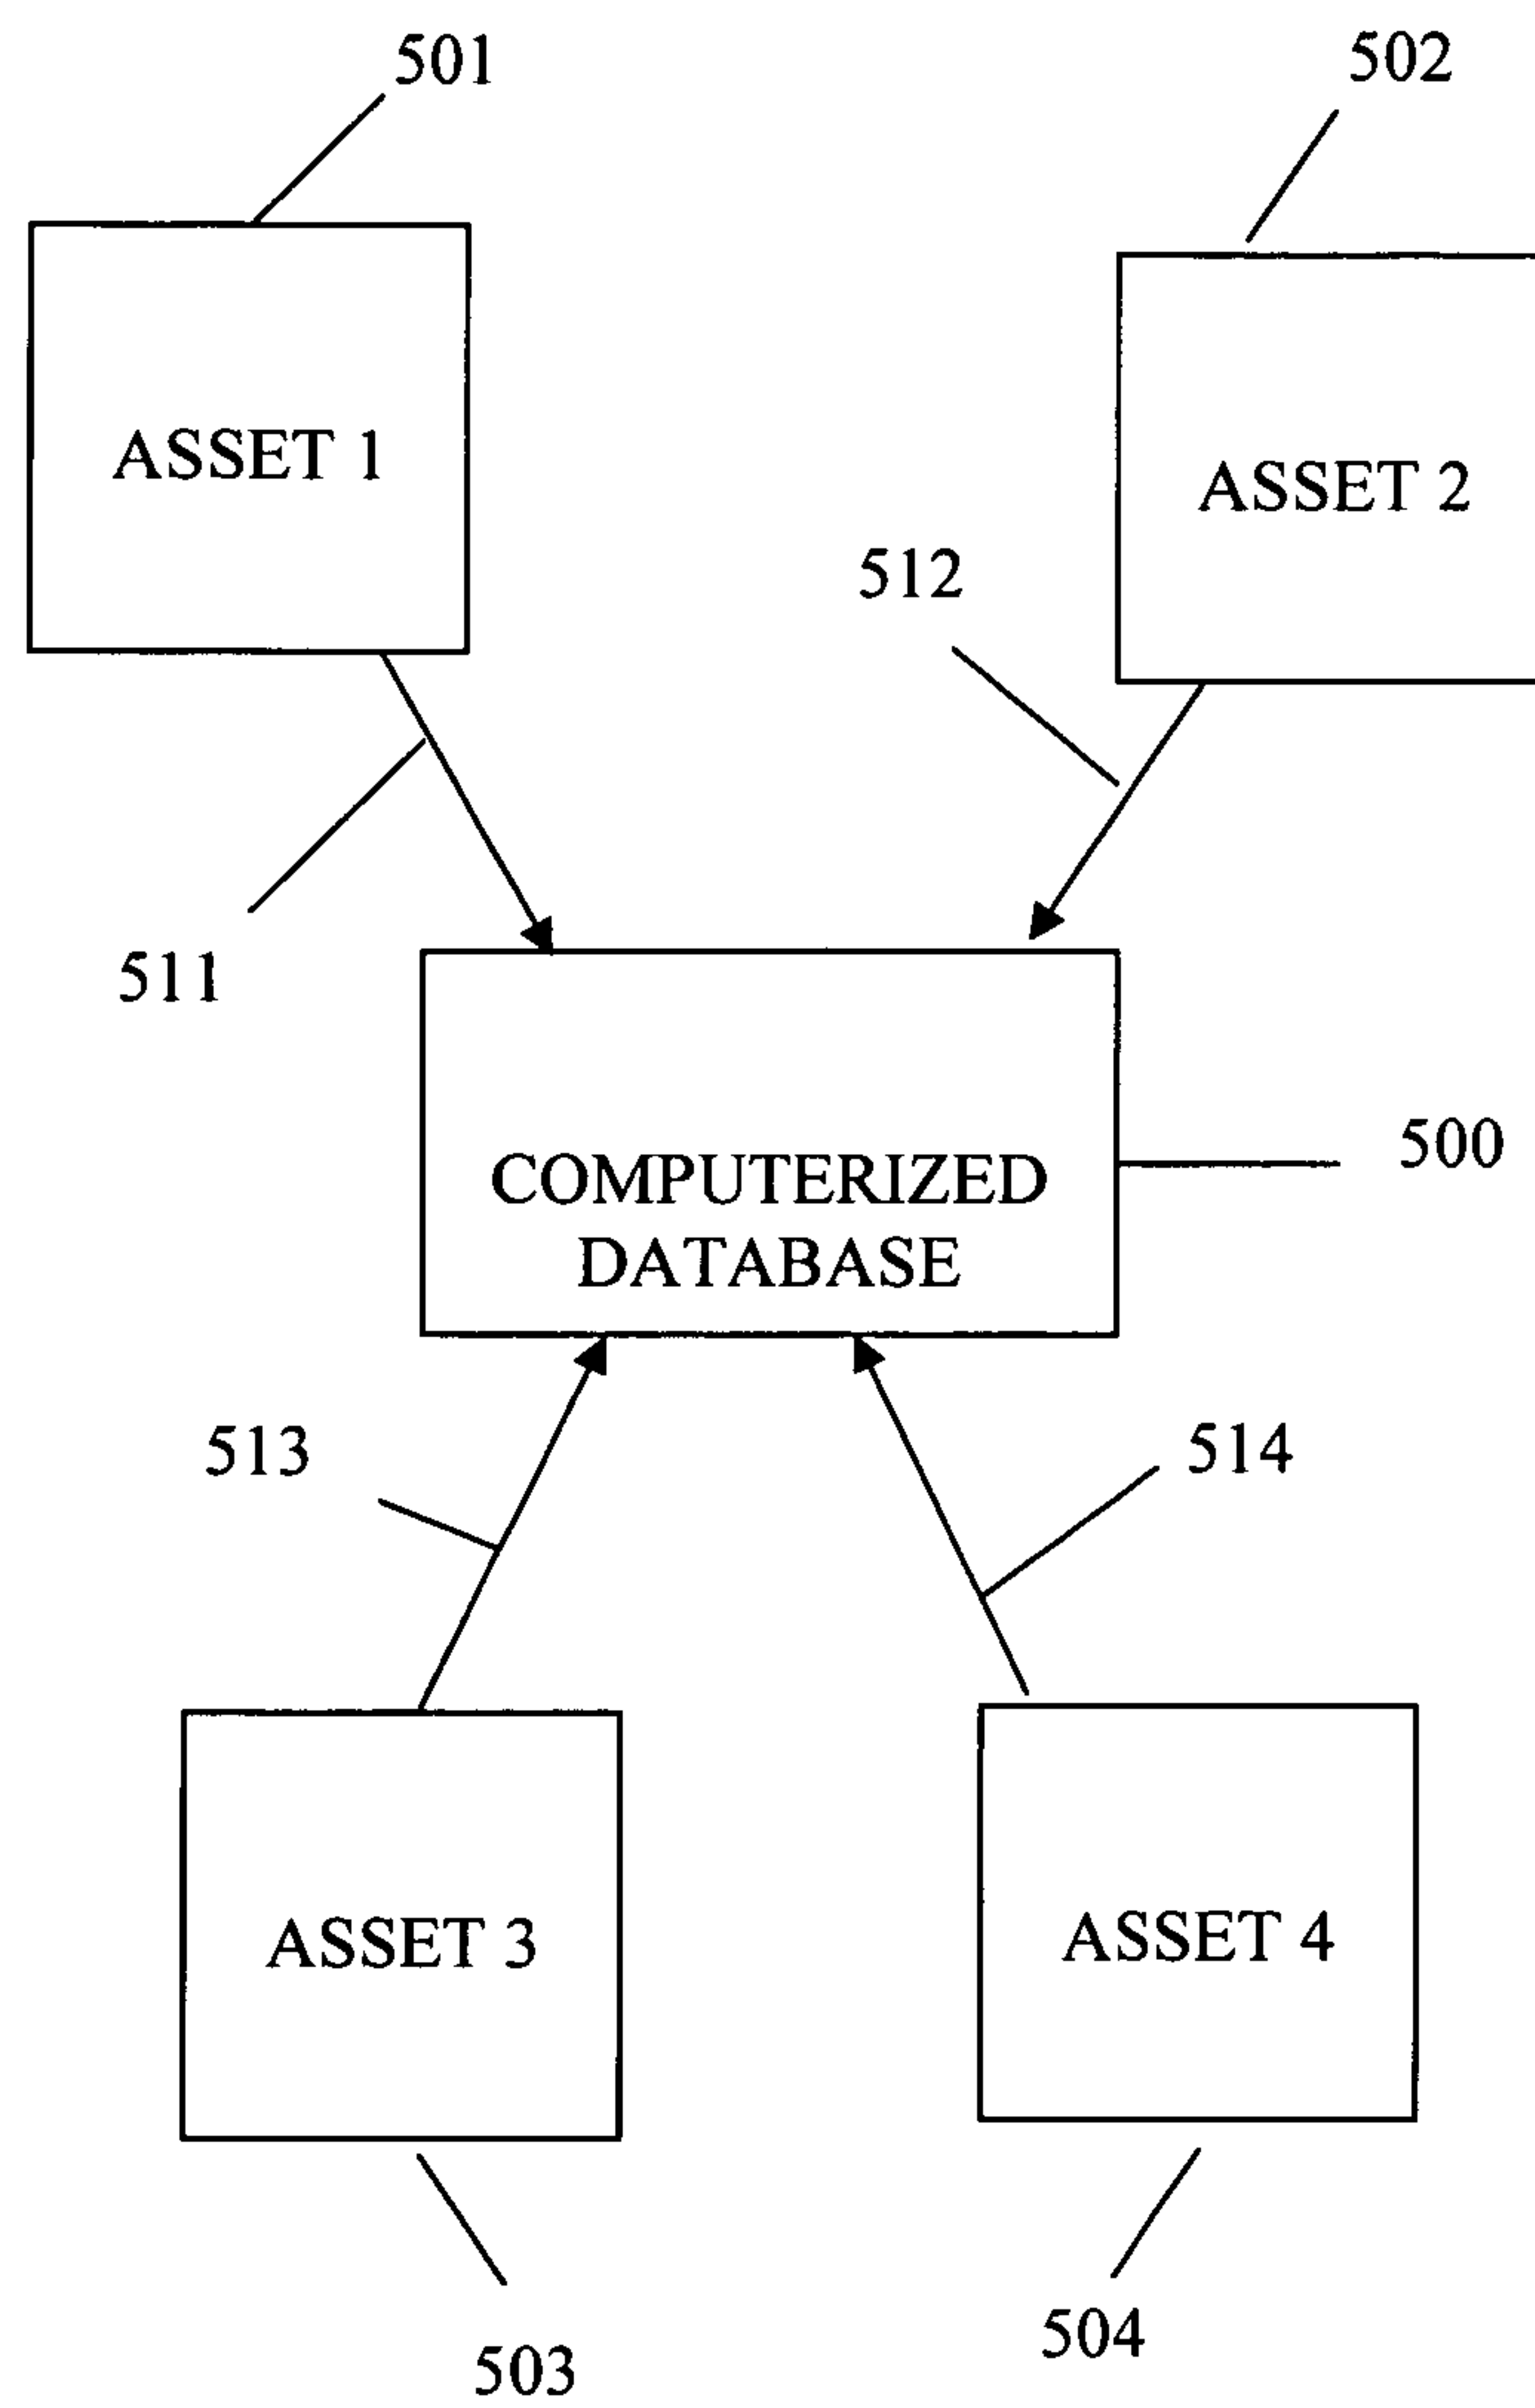 501
502
ASSET 1
ASSET 2
512
511
COMPUTERIZED
DATABASE
500
513
514
ASSET 3
ASSET 4
503
504